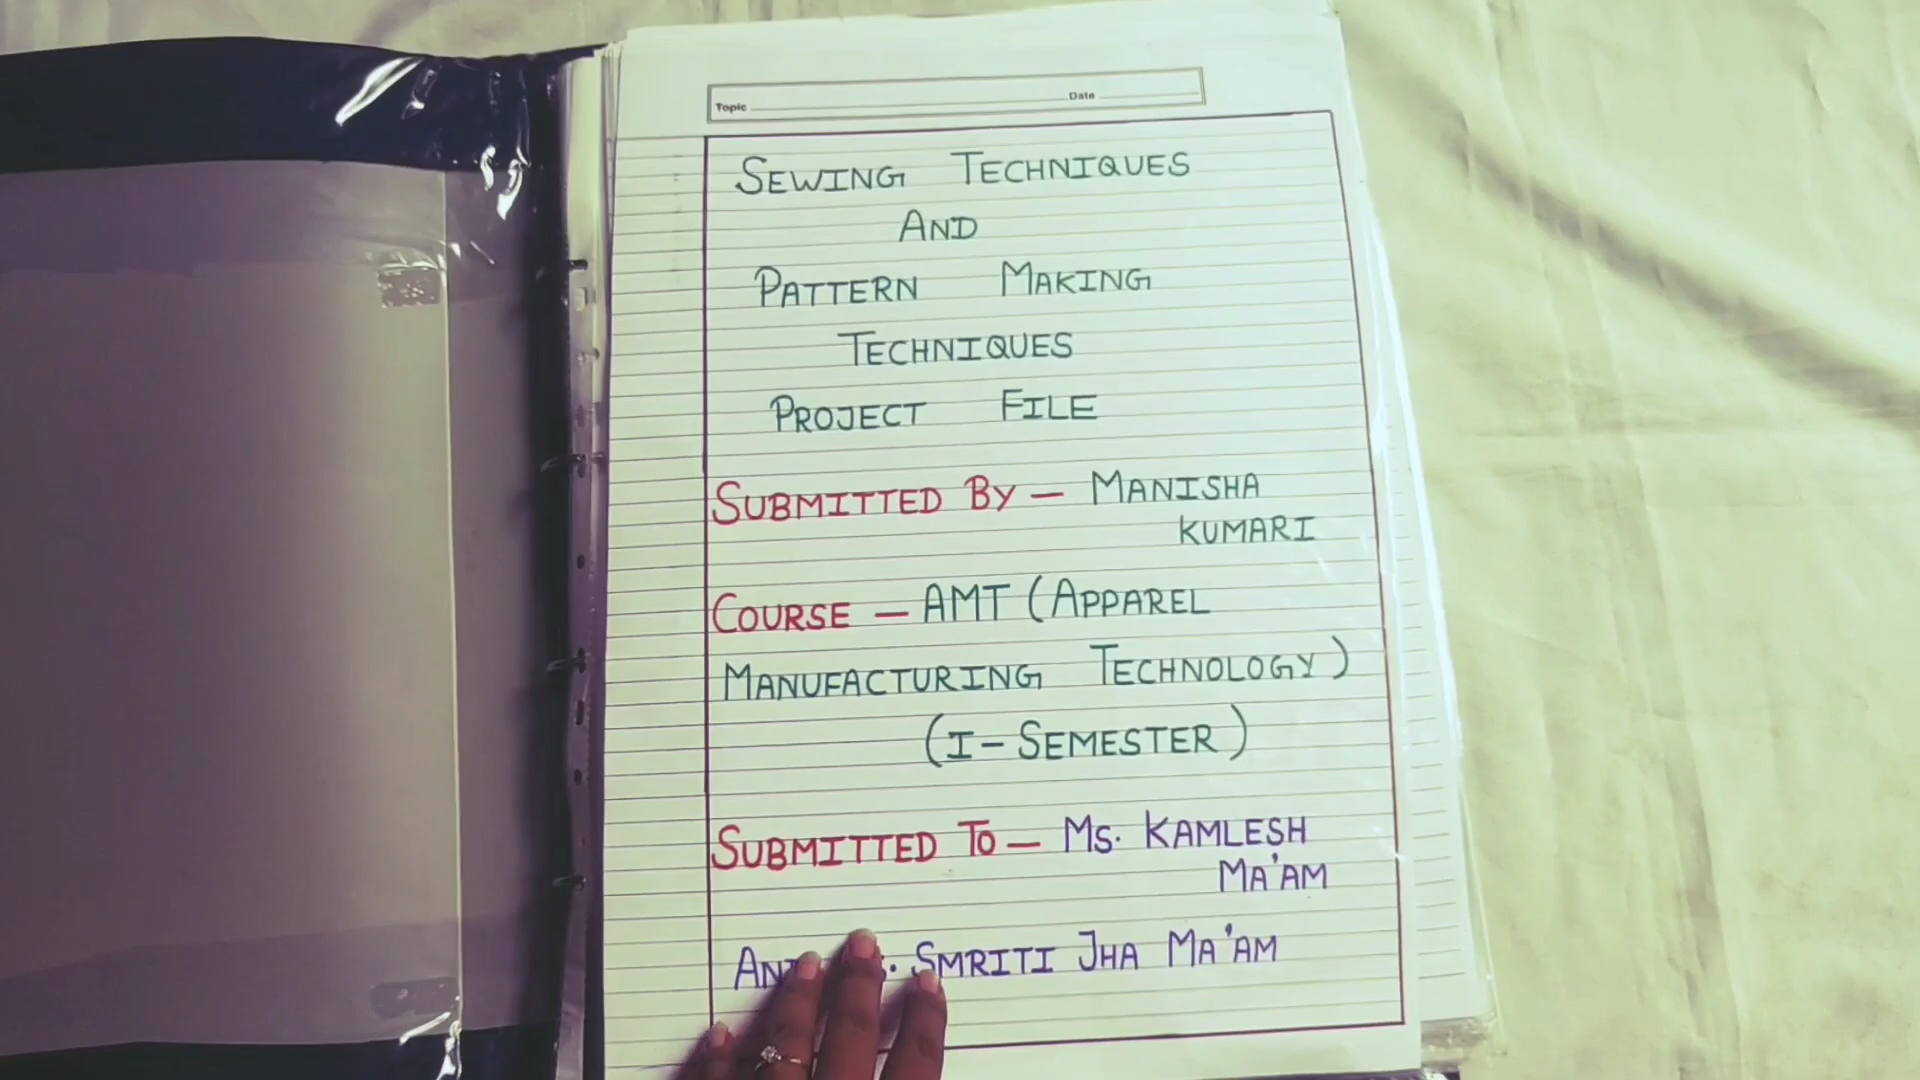 Topic Date
SEWING TECHNIQUES
AND
PATTERN MAKING
TECHNIQUES
PROJECT FILE
SUBMITTED BY – MANISHA
KUMARI
COURSE – AMT (APPAREL
MANUFACTURING TECHNOLOGY)
(I – SEMESTER)
SUBMITTED TO – MS. KAMLESH
MA'AM
SMRITI JHA MA'AM